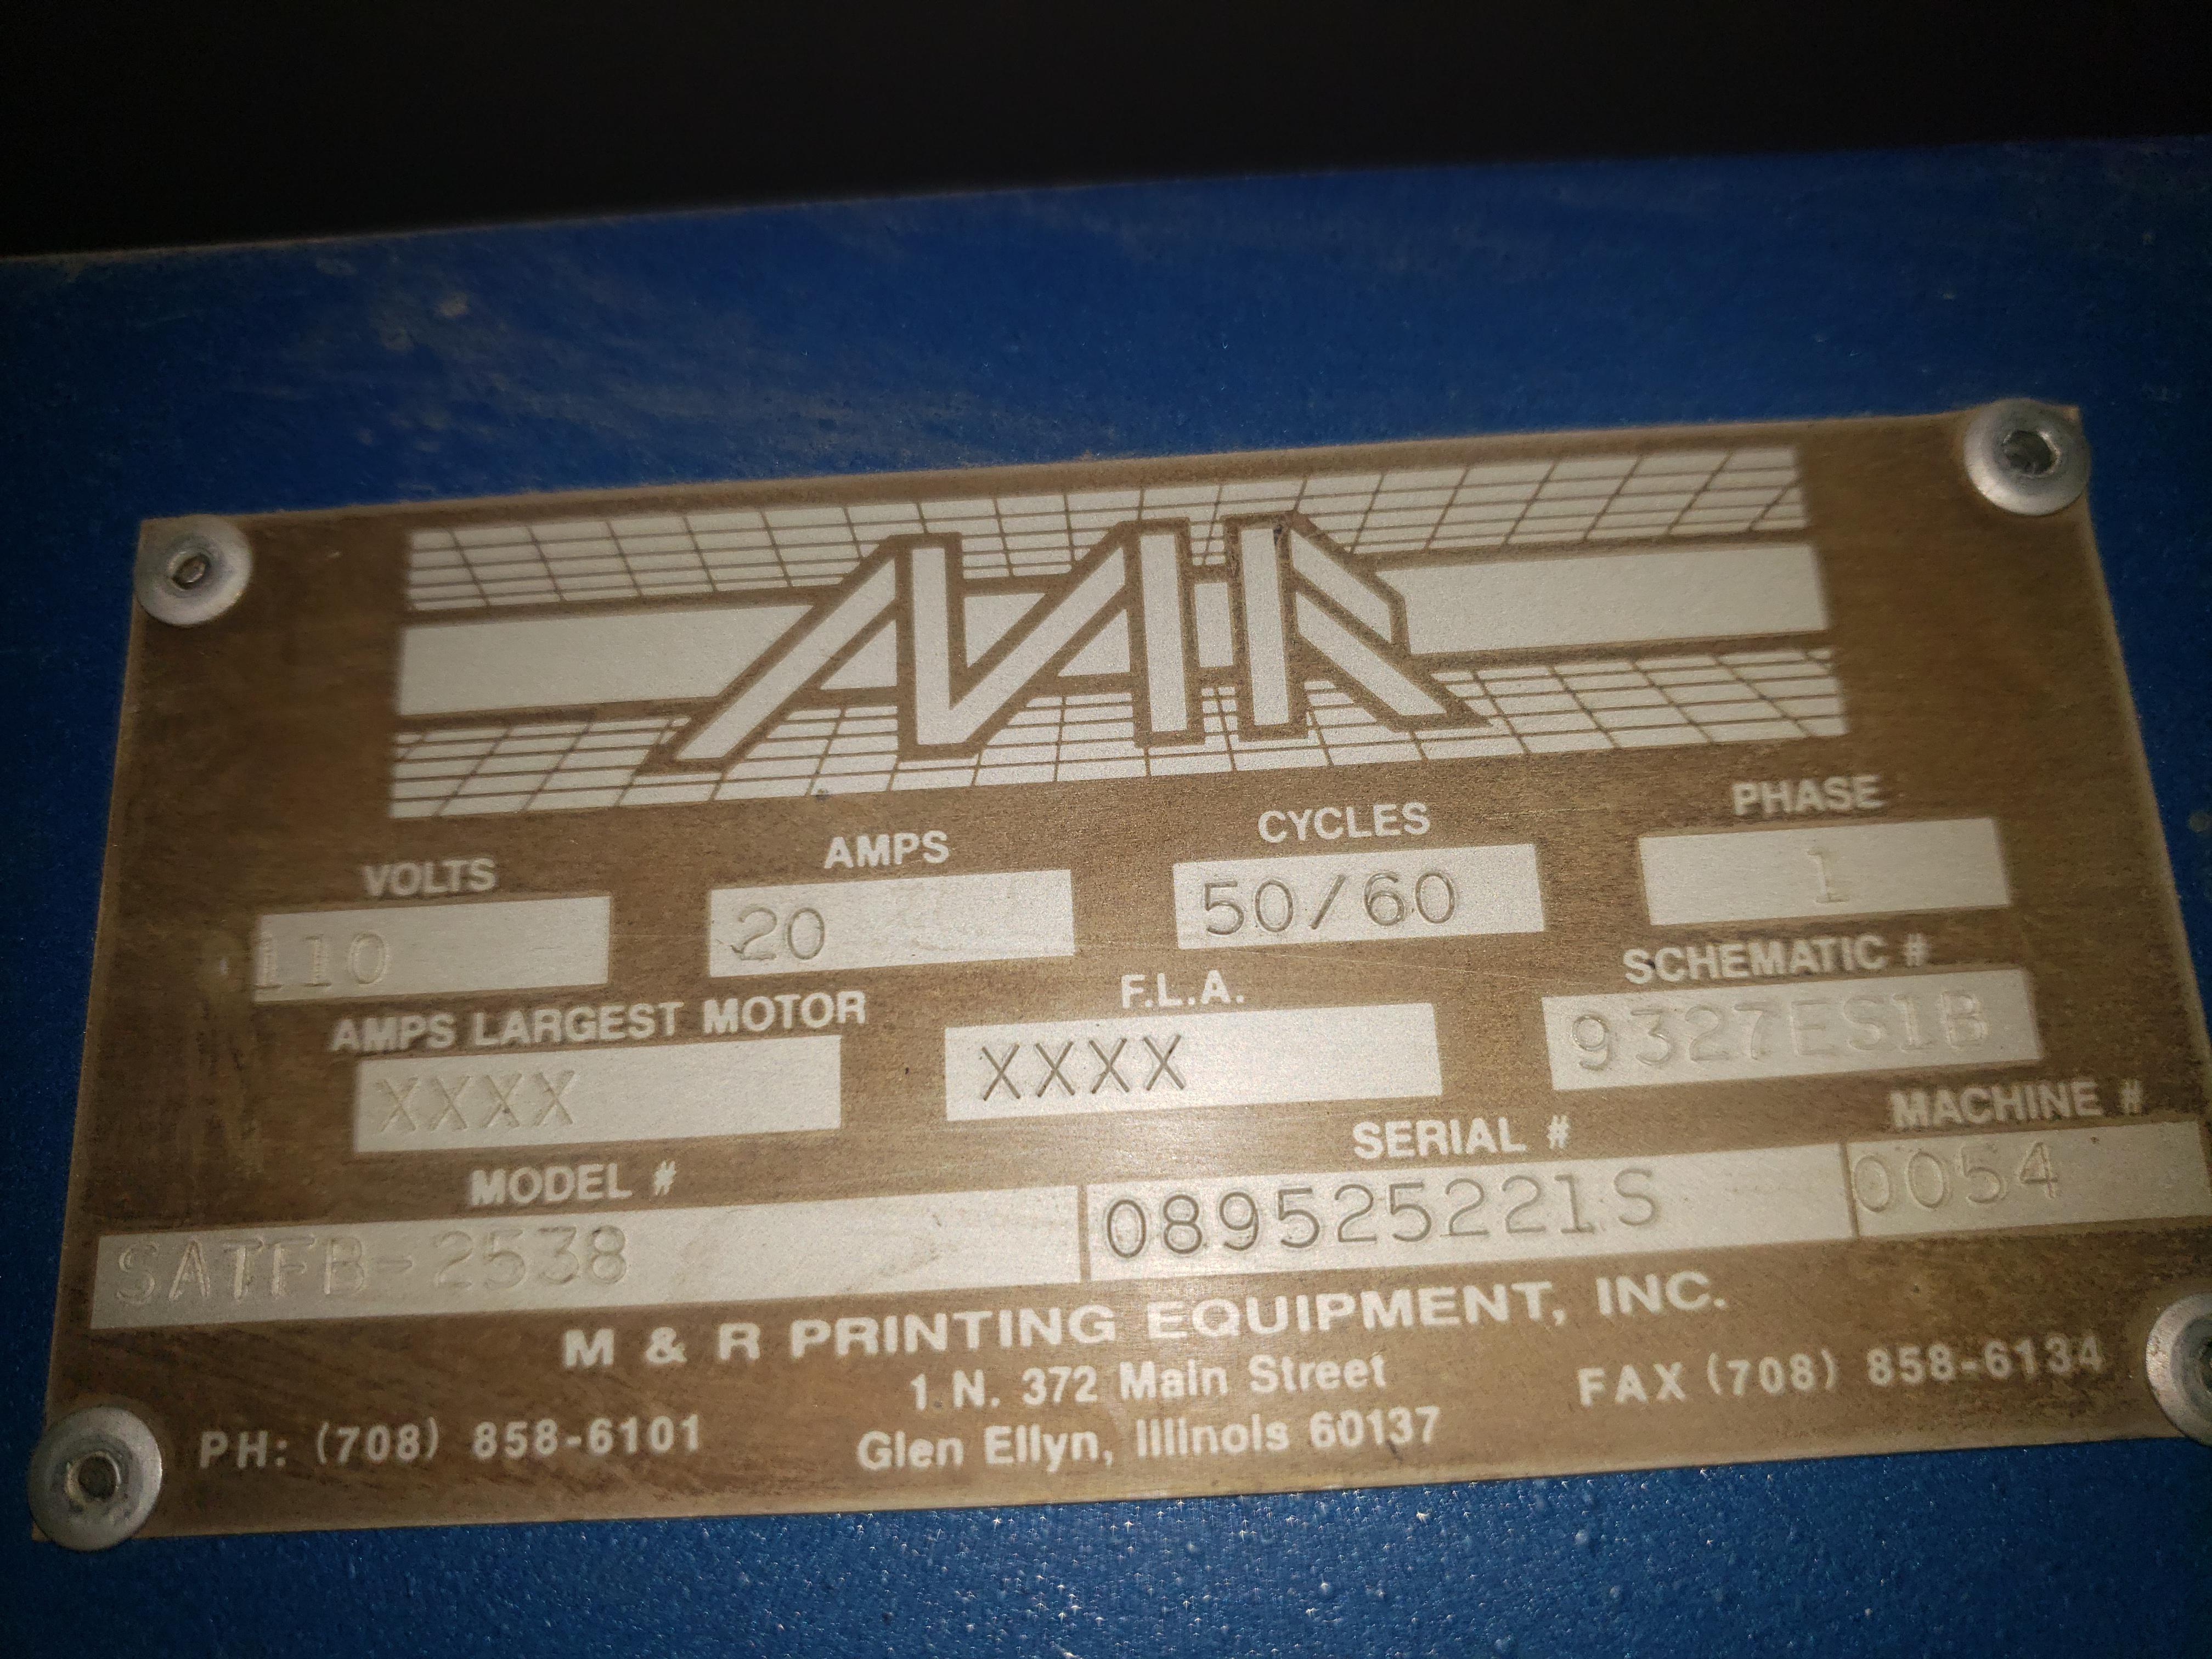 M R
VOLTS AMPS CYCLES PHASE
110 20 50/60 1
AMPS LARGEST MOTOR F.L.A. SCHEMATIC #
XXXX XXXX 9327ES1B
MODEL # SERIAL # MACHINE #
SATFB-2538 089525221S 0054
M & R PRINTING EQUIPMENT, INC.
1 N. 372 Main Street
PH: (708) 858-6101 Glen Ellyn, Illinois 60137 FAX (708) 858-6134